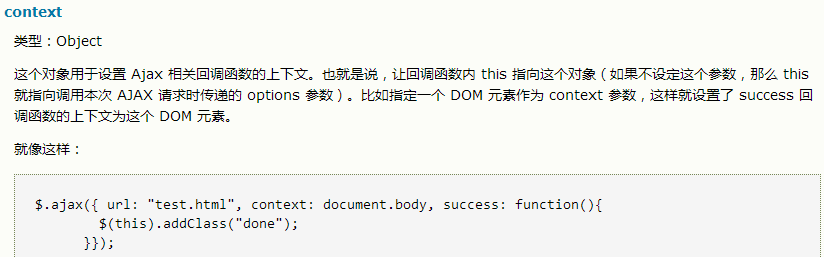 context
类型：Object
这个对象用于设置 Ajax 相关回调函数的上下文。也就是说，让回调函数内 this 指向这个对象（如果不设定这个参数，那么 this
就指向调用本次 AJAX 请求时传递的 options 参数）。比如指定一个 DOM 元素作为 context 参数，这样就设置了 success 回
调函数的上下文为这个 DOM 元素。
就像这样：
$.ajax({ url: "test.html", context: document.body, success: function(){
        $(this).addClass("done");
      }});